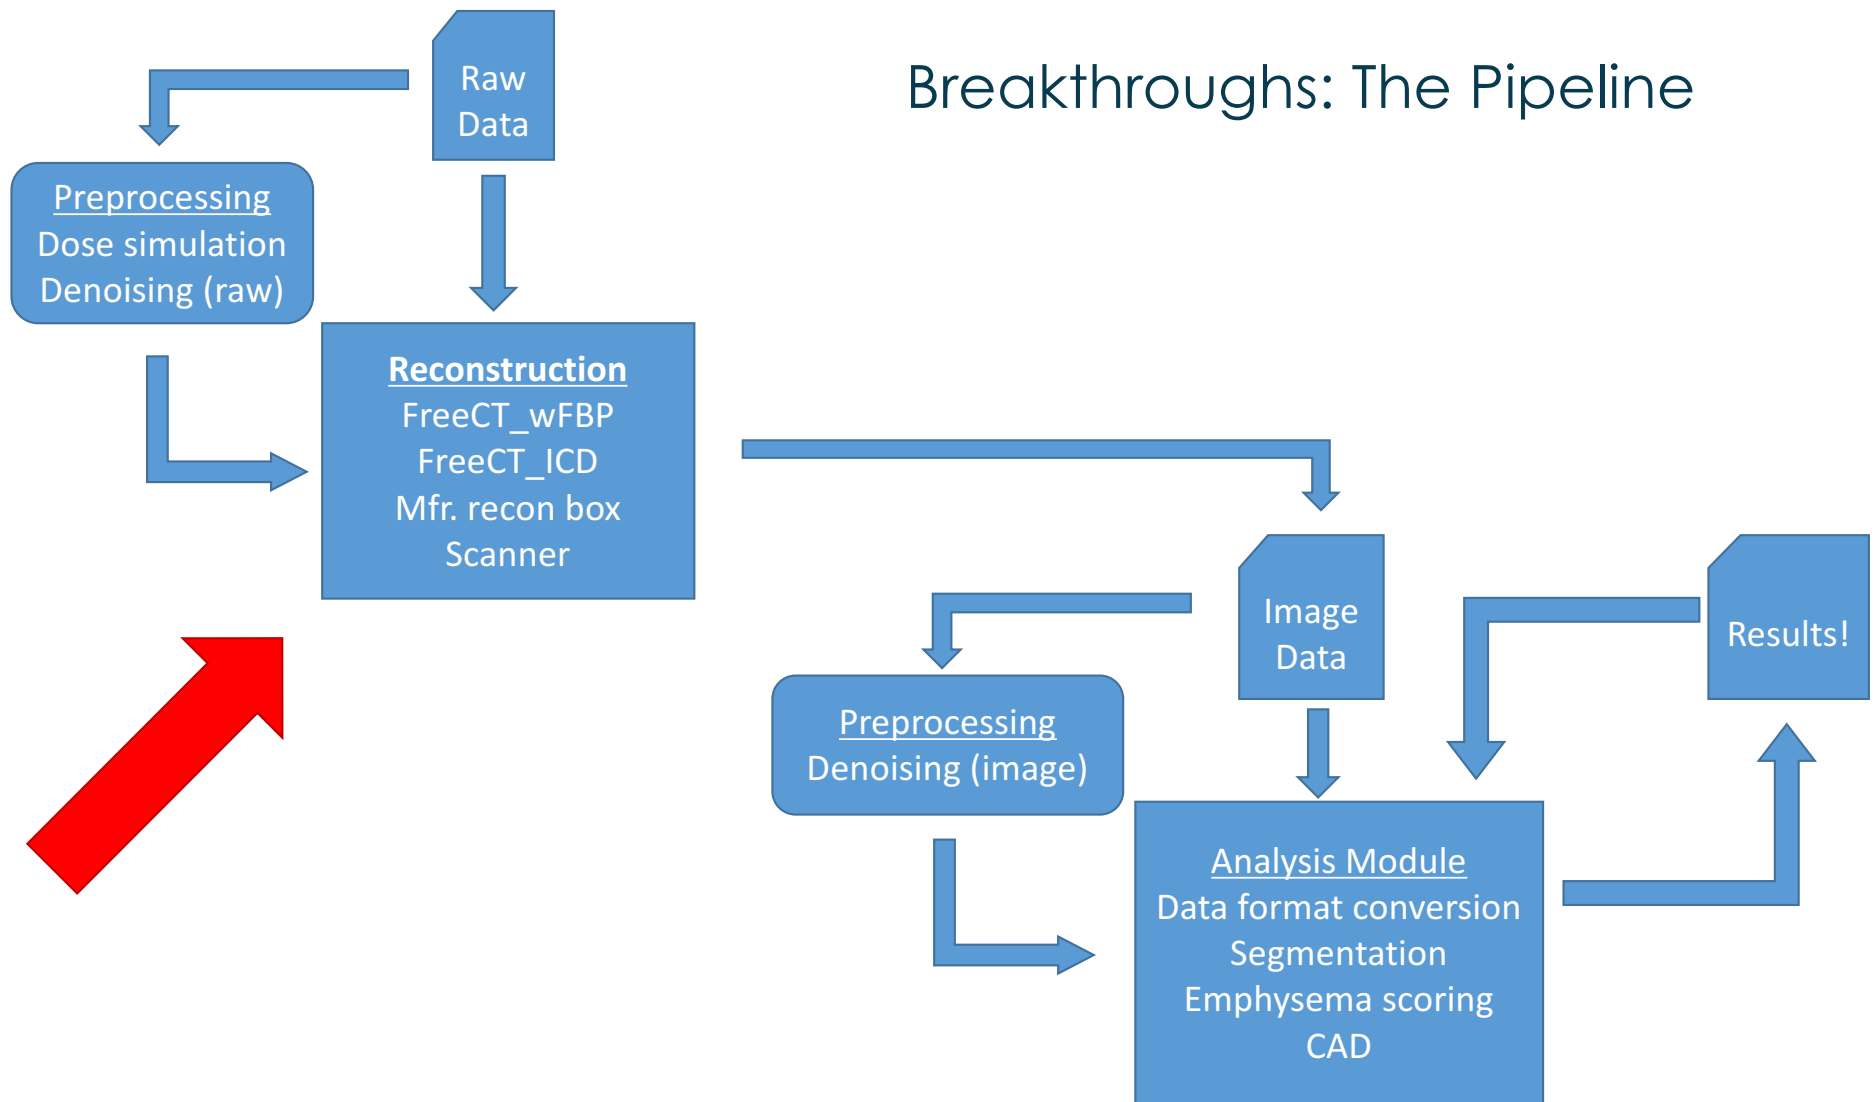 Breakthroughs: The Pipeline
Raw
Data
Preprocessing
Dose simulation
Denoising (raw)
Reconstruction
FreeCT_wFBP
FreeCT_ICD
Mfr. recon box
Scanner
Image
Data
Results!
Preprocessing
Denoising (image)
Analysis Module
Data format conversion
Segmentation
Emphysema scoring
CAD